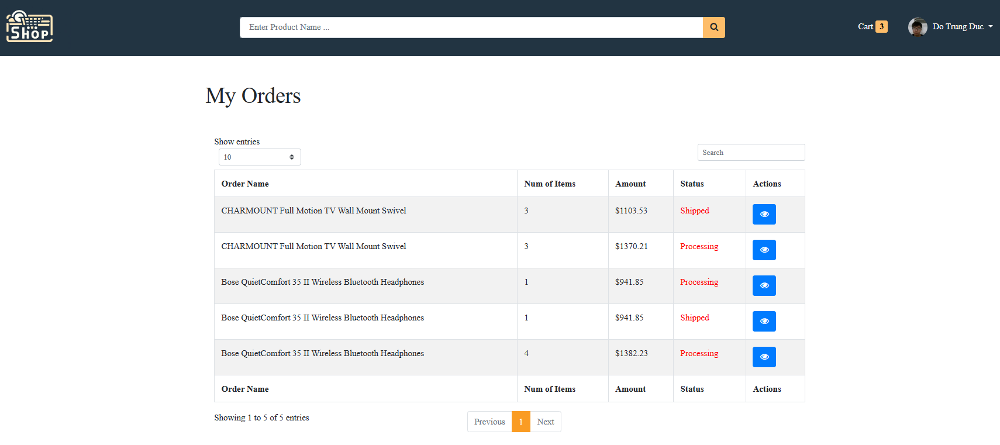 SHOP
Enter Product Name ...
Cart 3
Do Trung Duc
My Orders
Show entries
10
Search
Order Name Num of Items Amount Status Actions
CHARMOUNT Full Motion TV Wall Mount Swivel 3 $1103.53 Shipped
CHARMOUNT Full Motion TV Wall Mount Swivel 3 $1370.21 Processing
Bose QuietComfort 35 II Wireless Bluetooth Headphones 1 $941.85 Processing
Bose QuietComfort 35 II Wireless Bluetooth Headphones 1 $941.85 Shipped
Bose QuietComfort 35 II Wireless Bluetooth Headphones 4 $1382.23 Processing
Order Name Num of Items Amount Status Actions
Showing 1 to 5 of 5 entries
Previous 1 Next